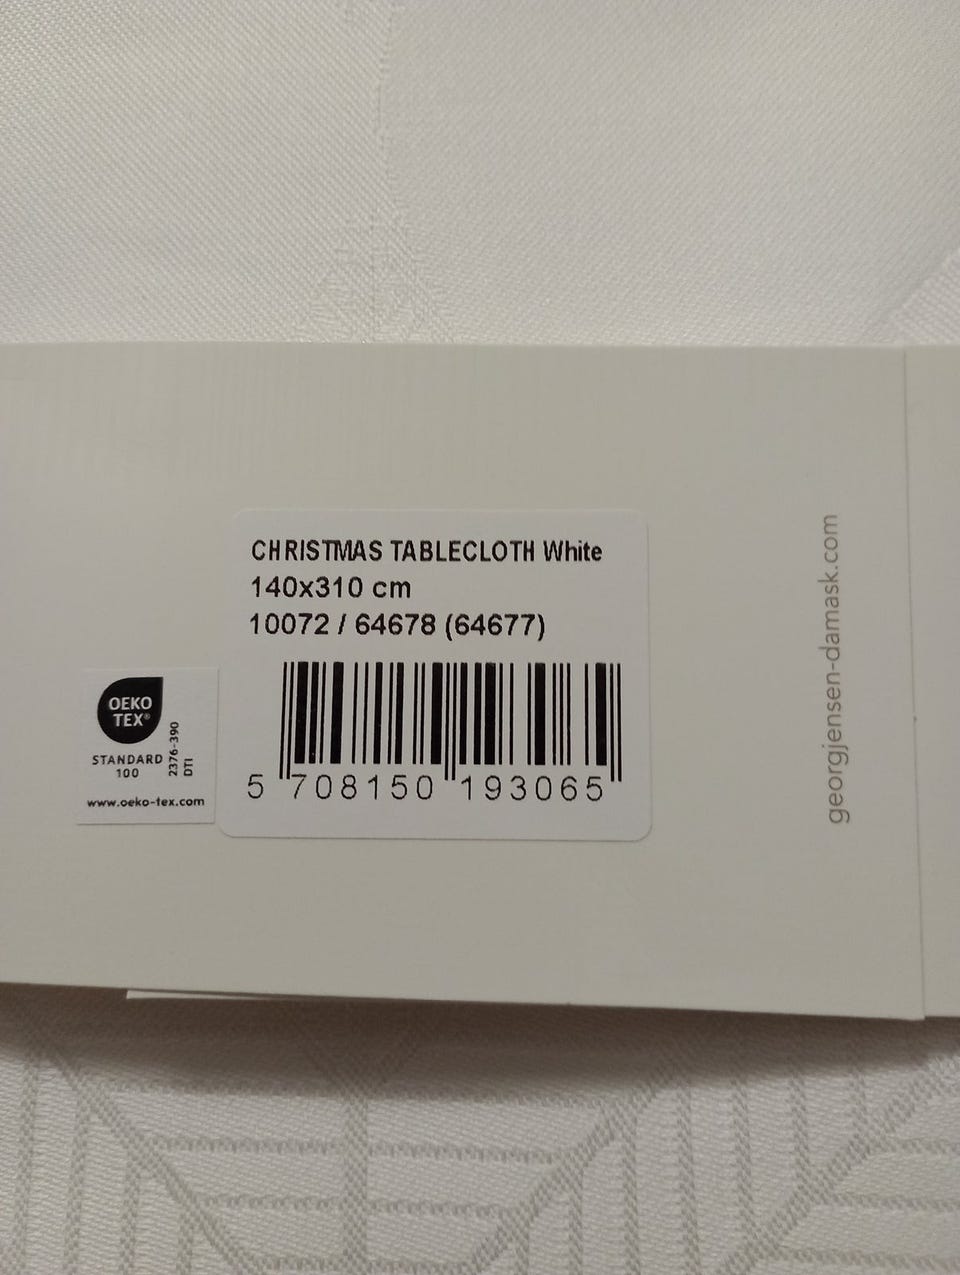 CHRISTMAS TABLECLOTH White
140x310 cm
10072 / 64678 (64677)
5 708150 193065
OEKO
TEX®
STANDARD
100
2376-390
DTI
www.oeko-tex.com
georgjensen-damask.com